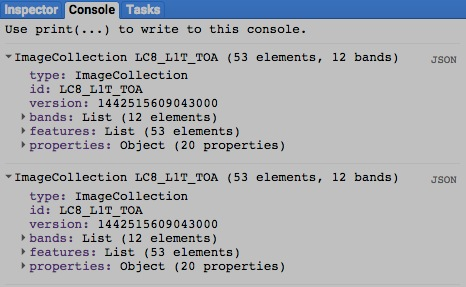 Inspector Console Tasks
Use print(...) to write to this console.
ImageCollection LC8_L1T_TOA (53 elements, 12 bands) JSON
type: ImageCollection
id: LC8_L1T_TOA
version: 1442515609043000
bands: List (12 elements)
features: List (53 elements)
properties: Object (20 properties)
ImageCollection LC8_L1T_TOA (53 elements, 12 bands) JSON
type: ImageCollection
id: LC8_L1T_TOA
version: 1442515609043000
bands: List (12 elements)
features: List (53 elements)
properties: Object (20 properties)